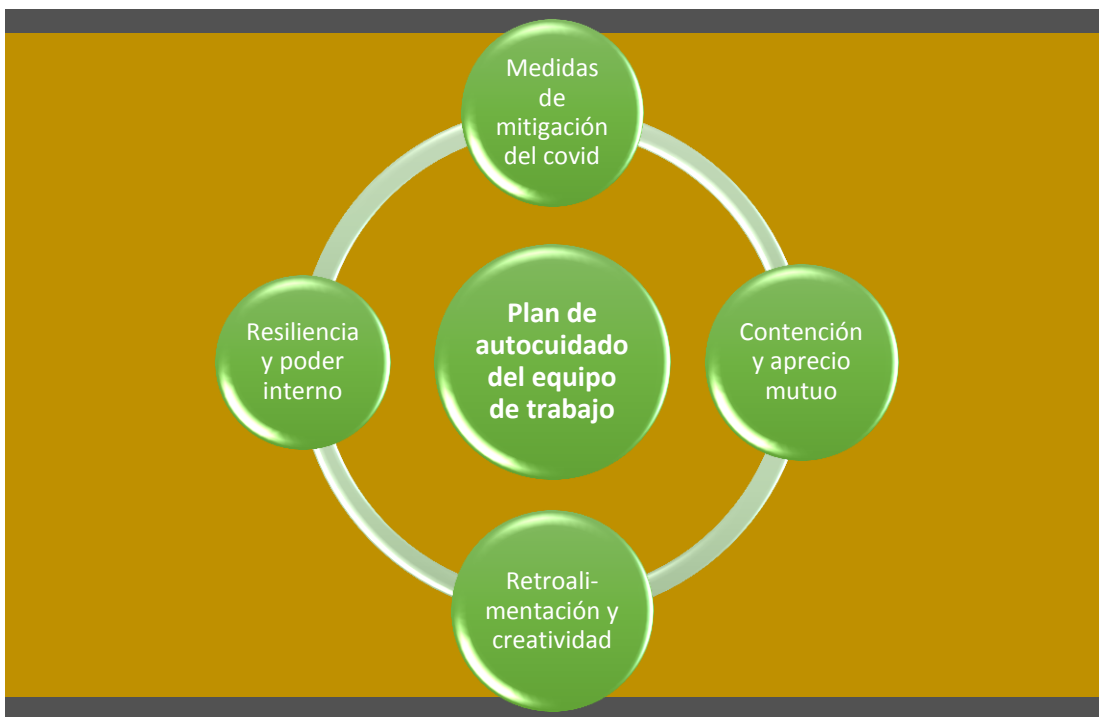 Medidas
de
mitigación
del covid
Resiliencia
y poder
interno
Plan de
autocuidado
del equipo
de trabajo
Contención
y aprecio
mutuo
Retroali-
mentación y
creatividad